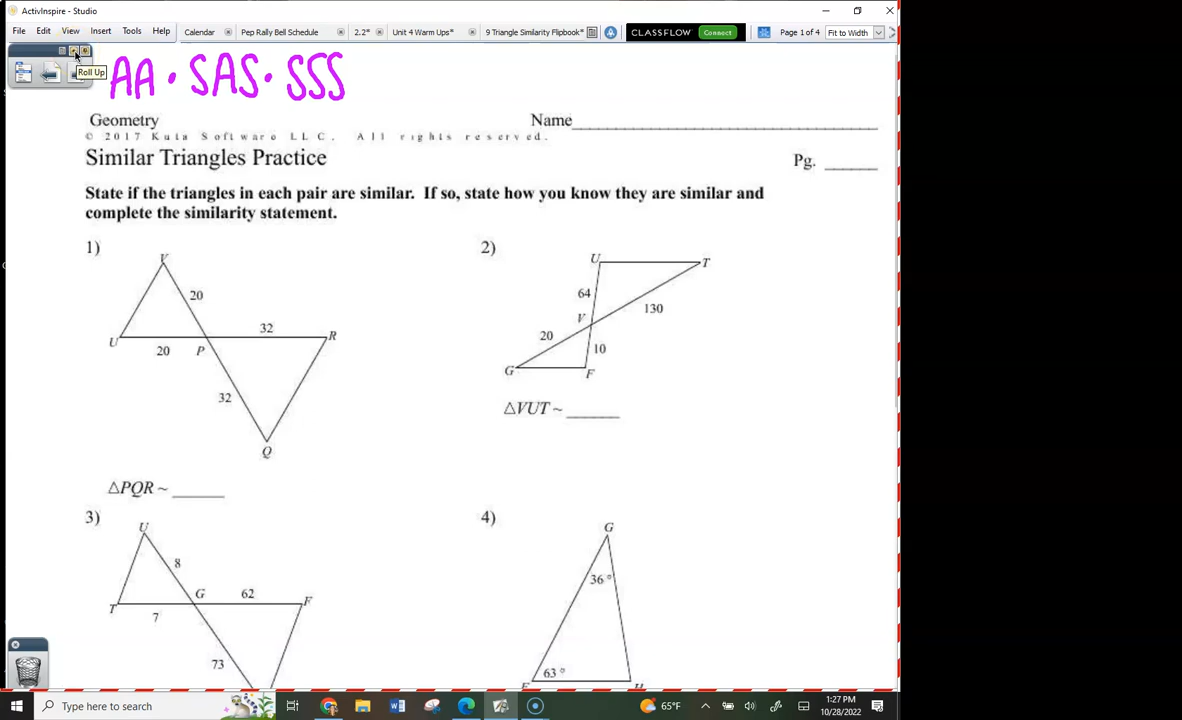 ActivInspire - Studio
File Edit View Insert Tools Help Calendar Pep Rally Bell Schedule 2.2* Unit 4 Warm Ups* 9 Triangle Similarity Flipbook* CLASSFLOW Connect Page 1 of 4 Fit to Width
Roll Up
AA • SAS • SSS
Geometry Name
© 2017 Kuta Software LLC. All rights reserved.
Similar Triangles Practice Pg.
State if the triangles in each pair are similar. If so, state how you know they are similar and
complete the similarity statement.
1)
V
20
32
U
R
20
P
32
Q
△PQR ~
2)
U
T
64
130
V
20
10
G
F
△VUT ~
3)
U
8
G
62
F
T
7
73
4)
G
36 °
63 °
Type here to search
65°F
1:27 PM
10/28/2022